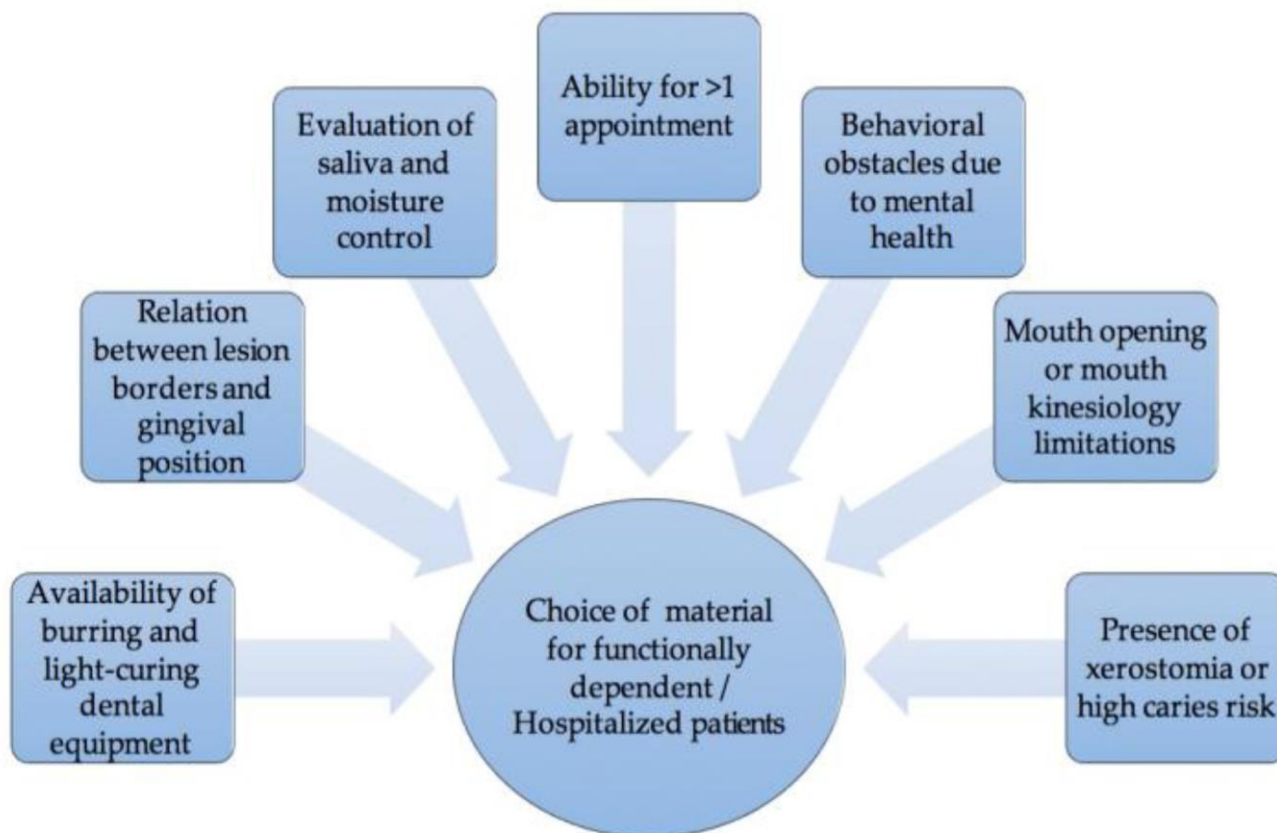 Ability for >1
appointment
Evaluation of
saliva and
moisture
control
Behavioral
obstacles due
to mental
health
Relation
between lesion
borders and
gingival
position
Mouth opening
or mouth
kinesiology
limitations
Availability of
burring and
light-curing
dental
equipment
Choice of material
for functionally
dependent /
Hospitalized patients
Presence of
xerostomia or
high caries risk